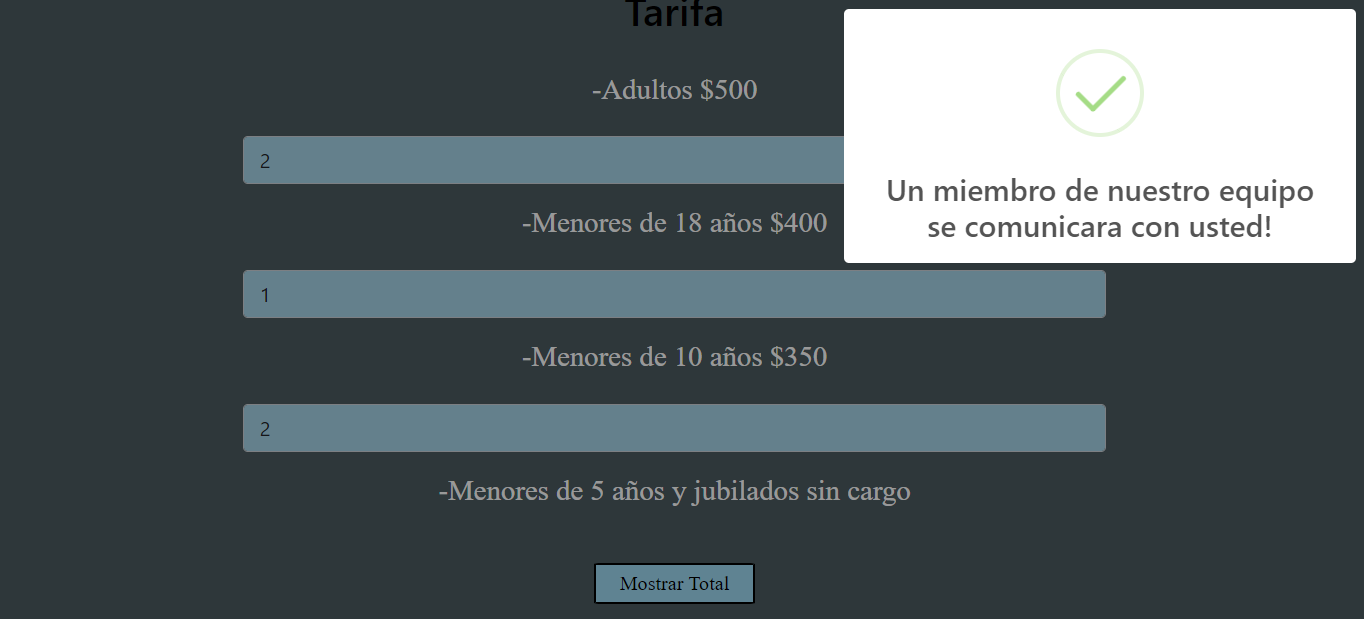 Tarifa
-Adultos $500
2
-Menores de 18 años $400
1
-Menores de 10 años $350
2
-Menores de 5 años y jubilados sin cargo
Mostrar Total
Un miembro de nuestro equipo
se comunicara con usted!